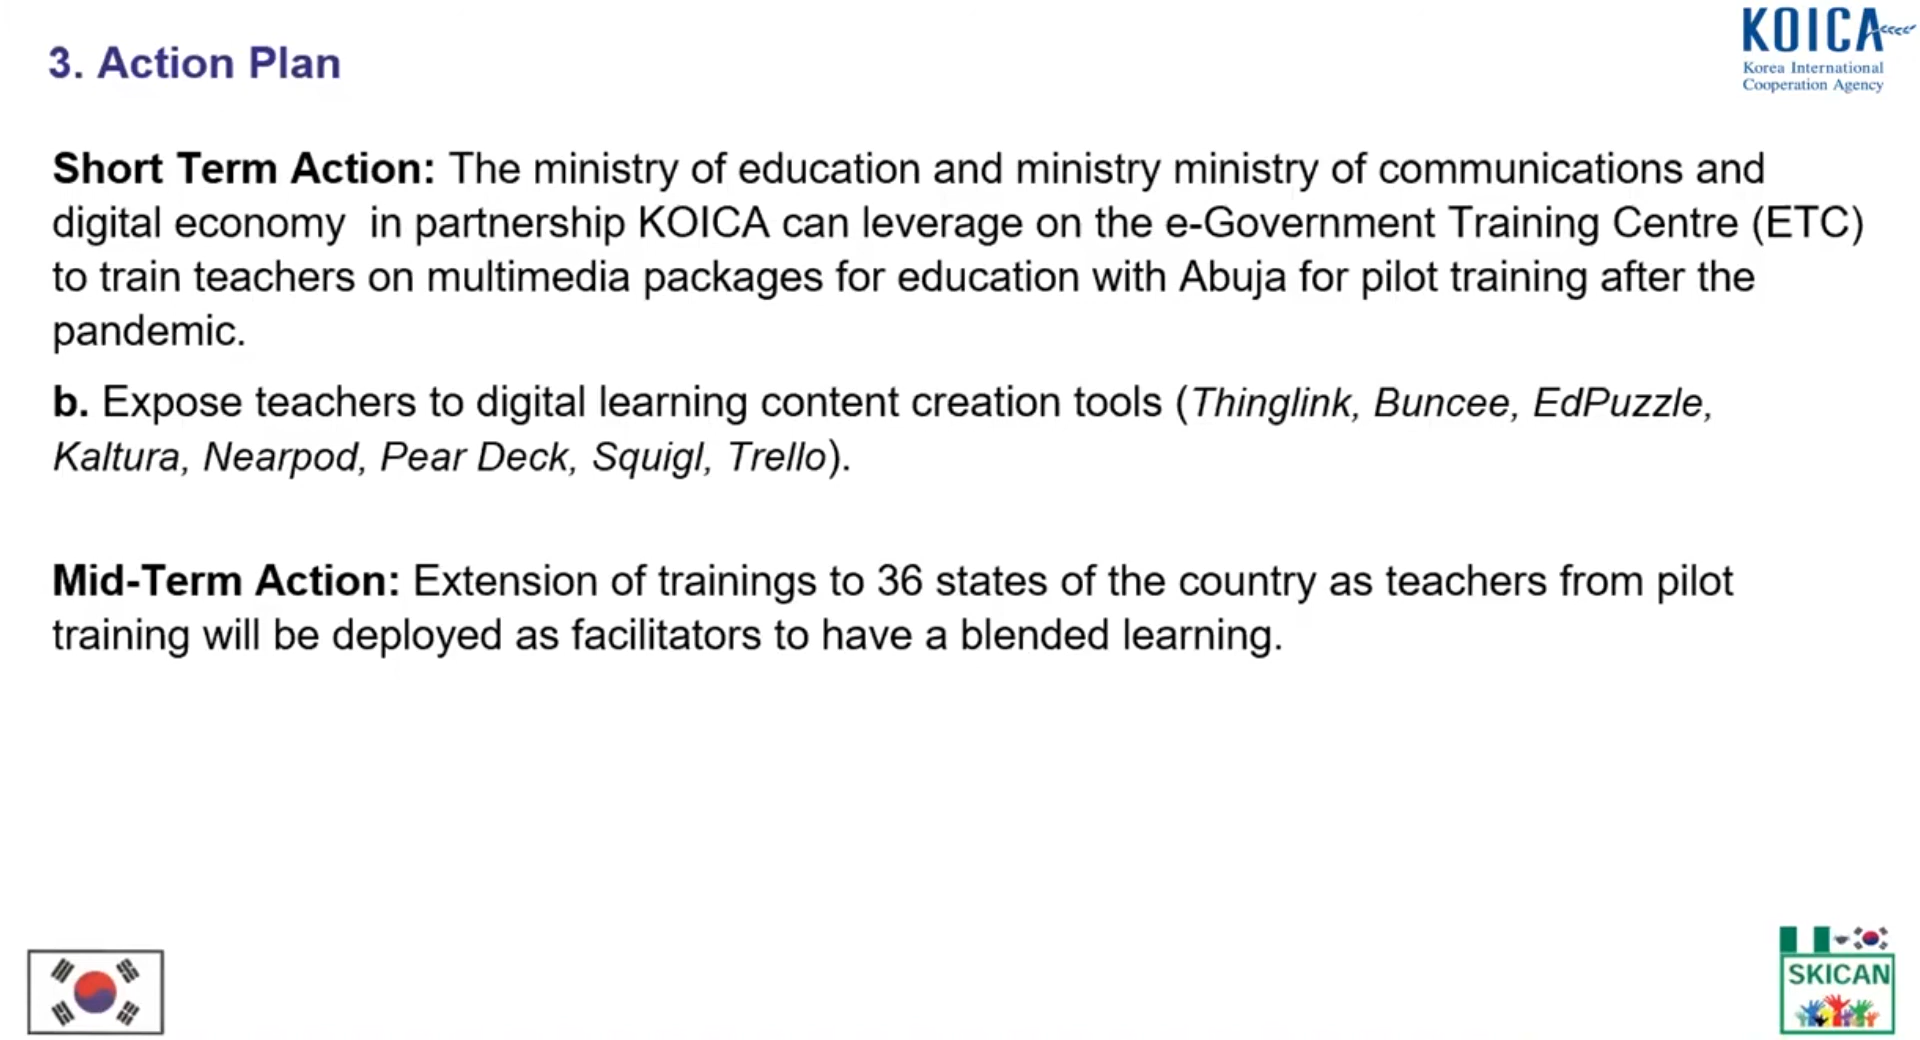 3. Action Plan
KOICA
Korea International
Cooperation Agency
Short Term Action: The ministry of education and ministry ministry of communications and
digital economy  in partnership KOICA can leverage on the e-Government Training Centre (ETC)
to train teachers on multimedia packages for education with Abuja for pilot training after the
pandemic.
b. Expose teachers to digital learning content creation tools (Thinglink, Buncee, EdPuzzle,
Kaltura, Nearpod, Pear Deck, Squigl, Trello).
Mid-Term Action: Extension of trainings to 36 states of the country as teachers from pilot
training will be deployed as facilitators to have a blended learning.
SKICAN